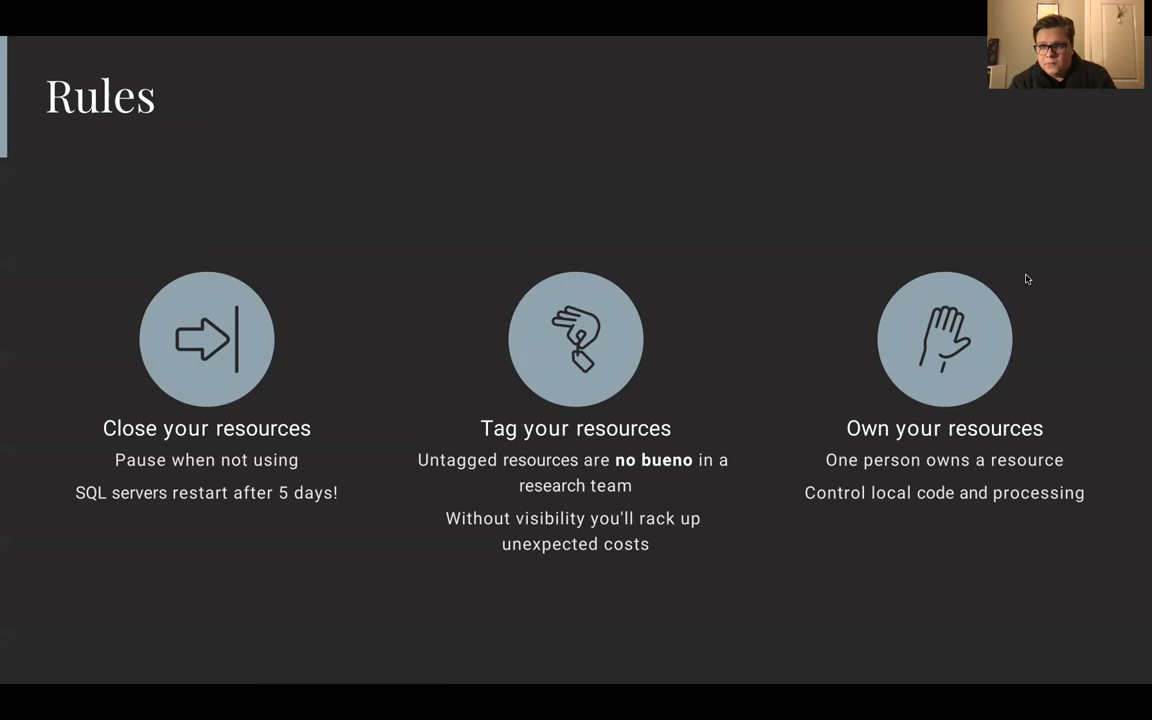 Rules
Close your resources
Pause when not using
SQL servers restart after 5 days!
Tag your resources
Untagged resources are no bueno in a
research team
Without visibility you'll rack up
unexpected costs
Own your resources
One person owns a resource
Control local code and processing